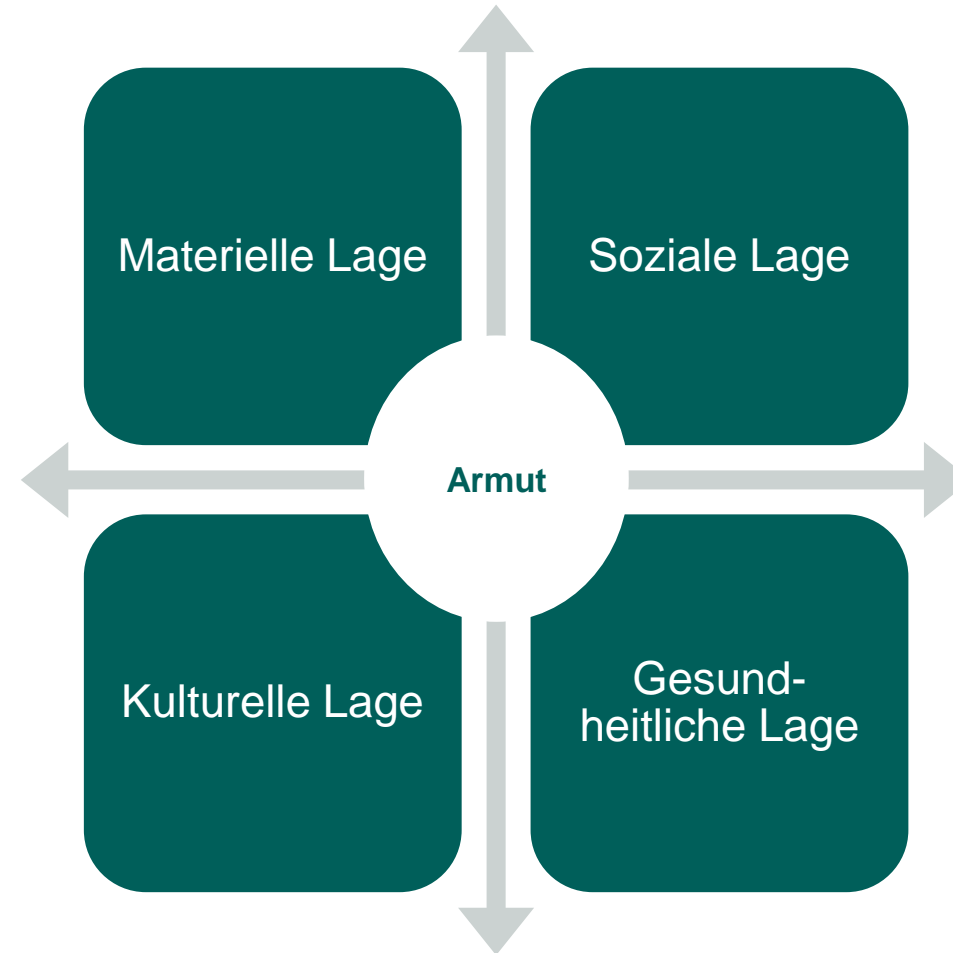 Materielle Lage
Soziale Lage
Armut
Kulturelle Lage
Gesund-
heitliche Lage